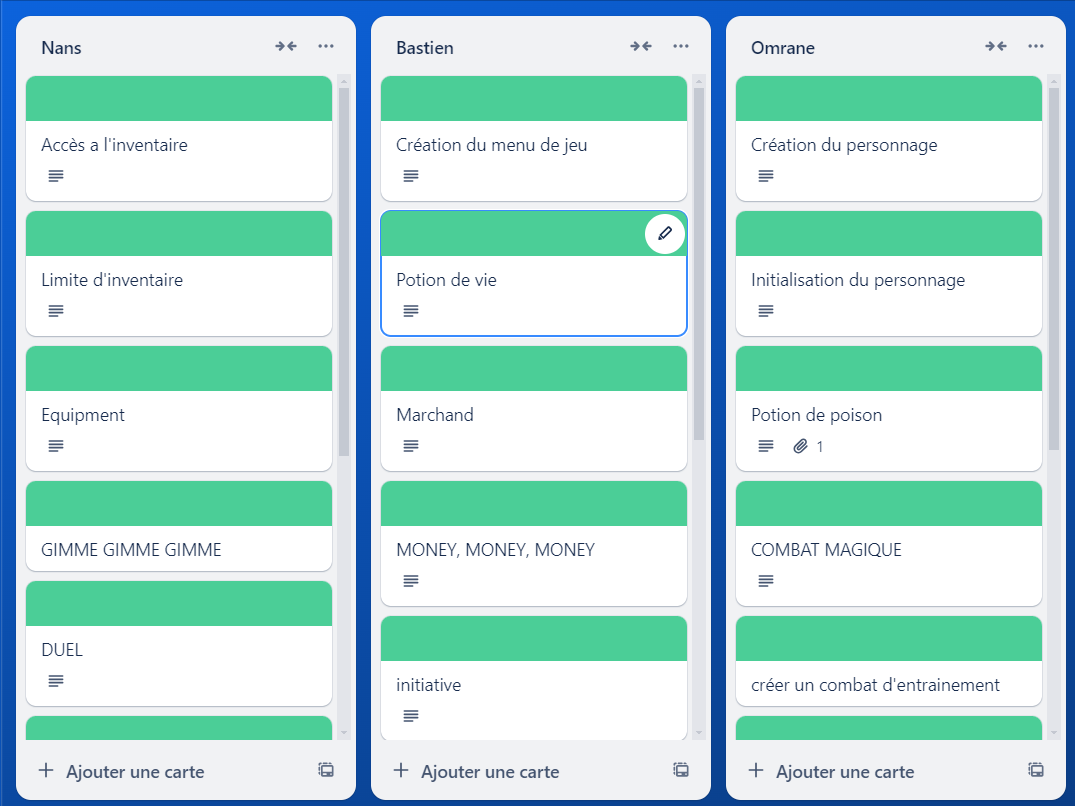 Nans
Accès a l'inventaire
Limite d'inventaire
Equipment
GIMME GIMME GIMME
DUEL
Ajouter une carte
Bastien
Création du menu de jeu
Potion de vie
Marchand
MONEY, MONEY, MONEY
initiative
Ajouter une carte
Omrane
Création du personnage
Initialisation du personnage
Potion de poison
1
COMBAT MAGIQUE
créer un combat d'entrainement
Ajouter une carte